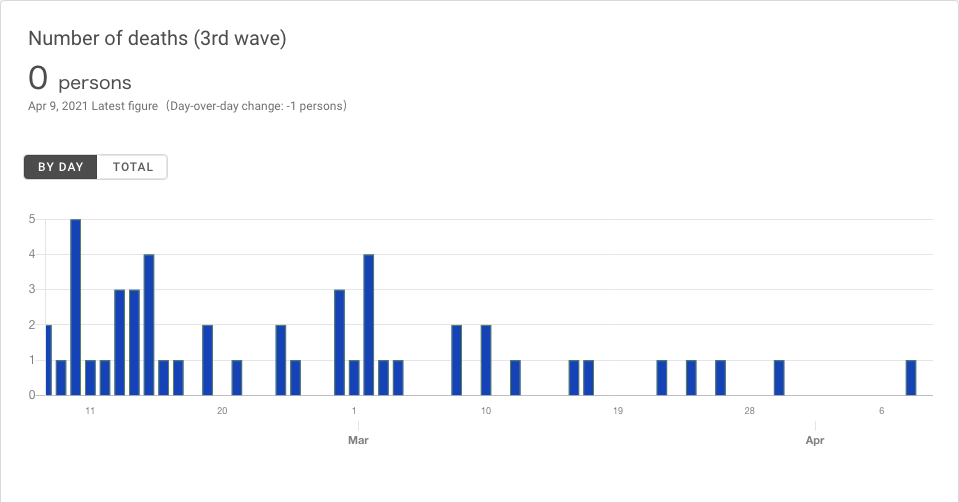 Number of deaths (3rd wave)
0 persons
Apr 9, 2021 Latest figure (Day-over-day change: -1 persons)
BY DAY TOTAL
5
4
3
2
1
0
11 20 1 10 19 28 6
Mar Apr